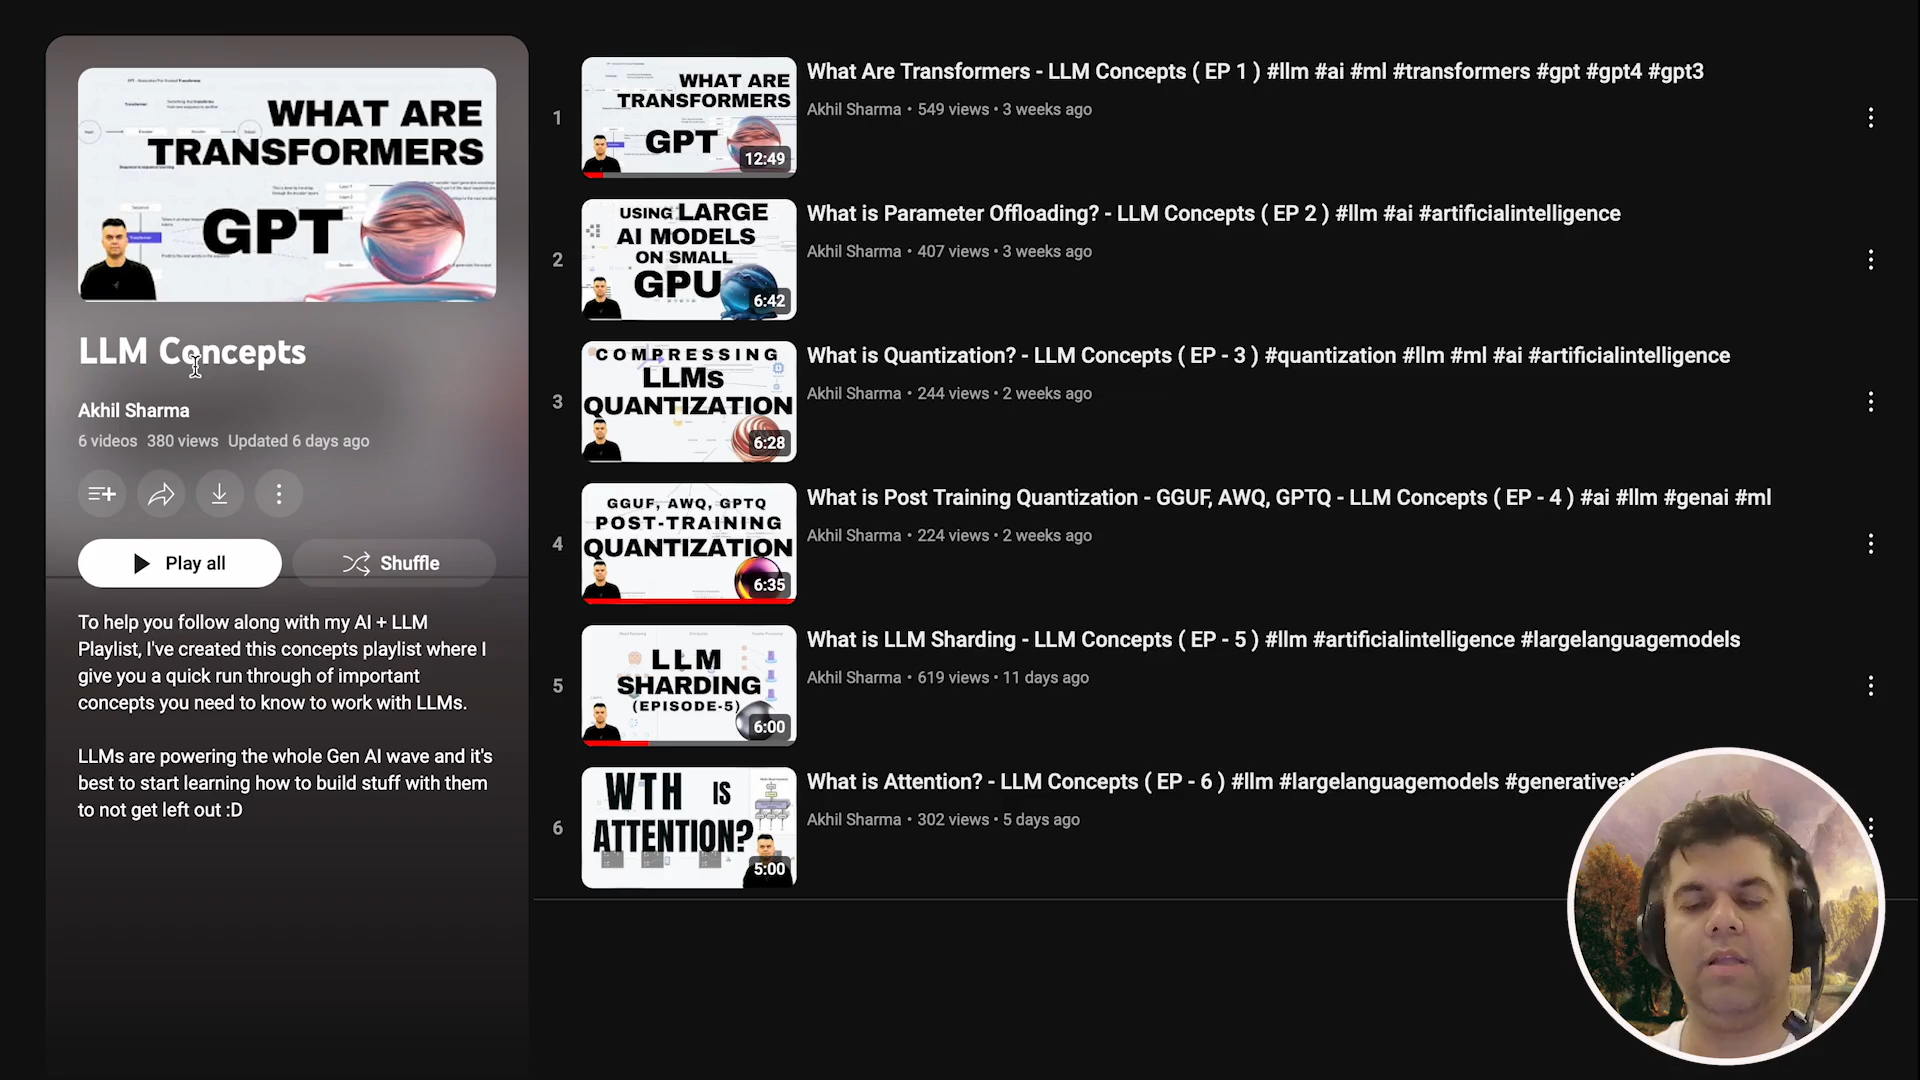 WHAT ARE
TRANSFORMERS
GPT
LLM Concepts
Akhil Sharma
6 videos 380 views Updated 6 days ago
Play all
Shuffle
To help you follow along with my AI + LLM
Playlist, I've created this concepts playlist where I
give you a quick run through of important
concepts you need to know to work with LLMs.
LLMs are powering the whole Gen AI wave and it's
best to start learning how to build stuff with them
to not get left out :D
1
WHAT ARE
TRANSFORMERS
GPT
12:49
What Are Transformers - LLM Concepts ( EP 1 ) #llm #ai #ml #transformers #gpt #gpt4 #gpt3
Akhil Sharma • 549 views • 3 weeks ago
2
USING LARGE
AI MODELS
ON SMALL
GPU
6:42
What is Parameter Offloading? - LLM Concepts ( EP 2 ) #llm #ai #artificialintelligence
Akhil Sharma • 407 views • 3 weeks ago
3
COMPRESSING
LLMs
QUANTIZATION
6:28
What is Quantization? - LLM Concepts ( EP - 3 ) #quantization #llm #ml #ai #artificialintelligence
Akhil Sharma • 244 views • 2 weeks ago
4
GGUF, AWQ, GPTQ
POST-TRAINING
QUANTIZATION
6:35
What is Post Training Quantization - GGUF, AWQ, GPTQ - LLM Concepts ( EP - 4 ) #ai #llm #genai #ml
Akhil Sharma • 224 views • 2 weeks ago
5
LLM
SHARDING
(EPISODE-5)
6:00
What is LLM Sharding - LLM Concepts ( EP - 5 ) #llm #artificialintelligence #largelanguagemodels
Akhil Sharma • 619 views • 11 days ago
6
WTH IS
ATTENTION?
5:00
What is Attention? - LLM Concepts ( EP - 6 ) #llm #largelanguagemodels #generativeai
Akhil Sharma • 302 views • 5 days ago